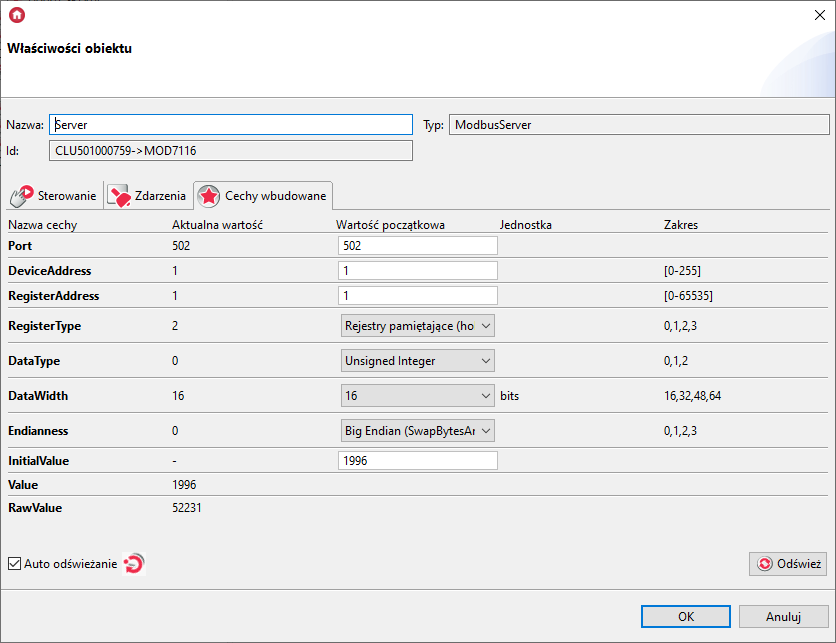 Właściwości obiektu
Nazwa: Server Typ: ModbusServer
Id: CLU501000759->MOD7116
Sterowanie Zdarzenia Cechy wbudowane
Nazwa cechy Aktualna wartość Wartość początkowa Jednostka Zakres
Port 502 502
DeviceAddress 1 1 [0-255]
RegisterAddress 1 1 [0-65535]
RegisterType 2 Rejestry pamiętające (ho 0,1,2,3
DataType 0 Unsigned Integer 0,1,2
DataWidth 16 16 bits 16,32,48,64
Endianness 0 Big Endian (SwapBytesAr 0,1,2,3
InitialValue - 1996
Value 1996
RawValue 52231
Auto odświeżanie Odśwież
OK Anuluj